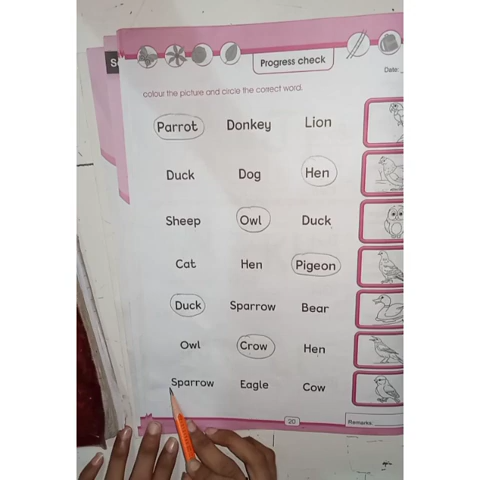 Progress check
Date:
colour the picture and circle the correct word.
Parrot Donkey Lion
Duck Dog Hen
Sheep Owl Duck
Cat Hen Pigeon
Duck Sparrow Bear
Owl Crow Hen
Sparrow Eagle Cow
20
Remarks